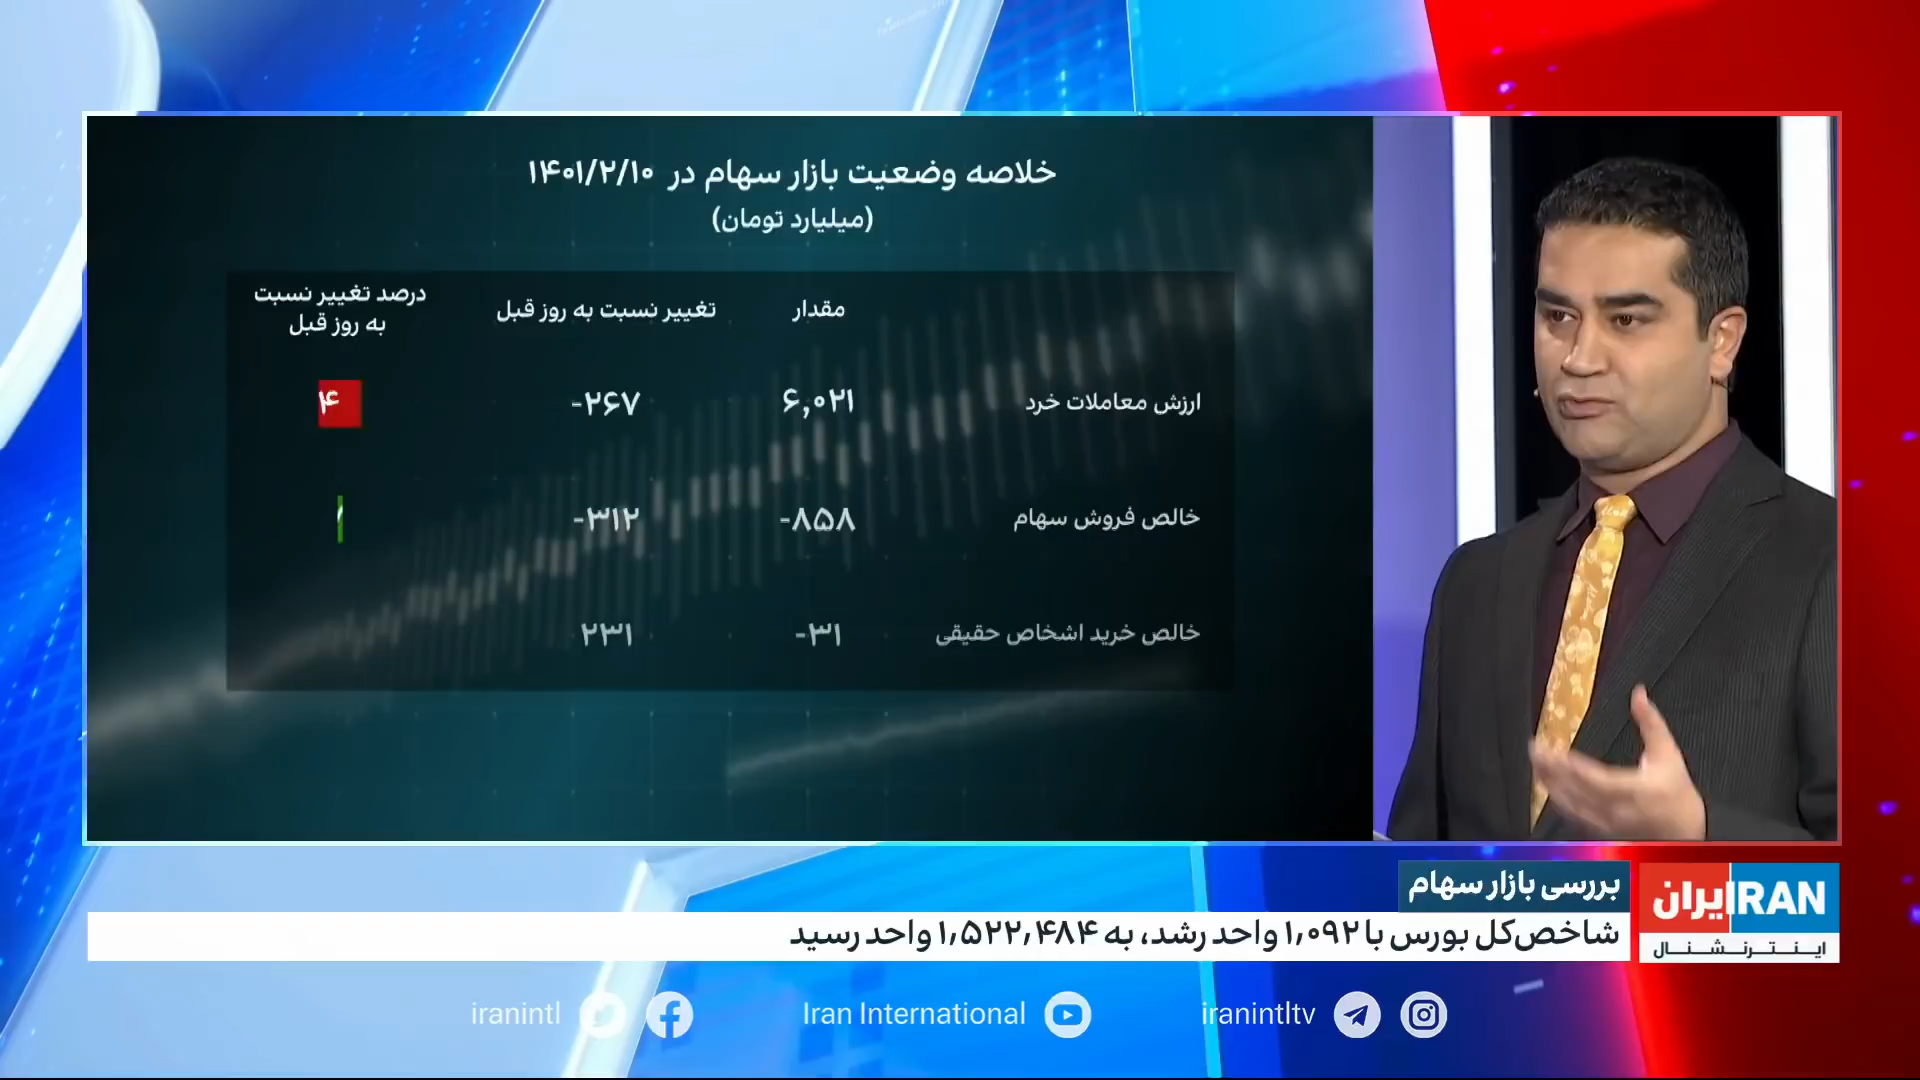 خلاصه وضعیت بازار سهام در ۱۴۰۱/۲/۱۰
(میلیارد تومان)
مقدار
تغییر نسبت به روز قبل
درصد تغییر نسبت
به روز قبل
ارزش معاملات خرد
۶,۰۲۱
-۲۶۷
۴
خالص فروش سهام
-۸۵۸
-۳۱۲
خالص خرید اشخاص حقیقی
-۳۱
۲۳۱
بررسی بازار سهام
شاخص‌کل بورس با ۱٫۰۹۲ واحد رشد، به ۱٫۵۲۲٫۴۸۴ واحد رسید
ایران IRAN
اینترنشنال
iranintl
Iran International
iranintltv